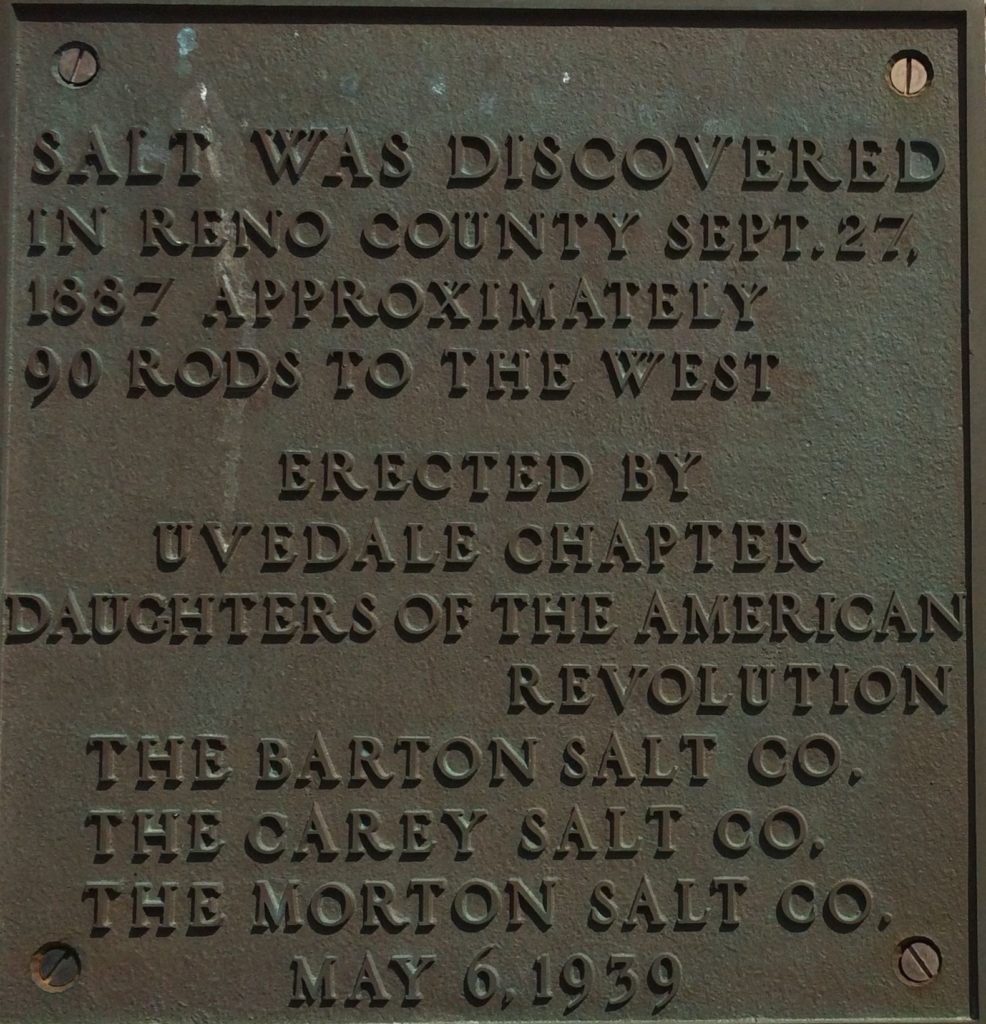 SALT WAS DISCOVERED
IN RENO COUNTY SEPT. 27,
1887 APPROXIMATELY
90 RODS TO THE WEST
ERECTED BY
UVEDALE CHAPTER
DAUGHTERS OF THE AMERICAN
REVOLUTION
THE BARTON SALT CO.
THE CAREY SALT CO.
THE MORTON SALT CO.
MAY 6, 1939